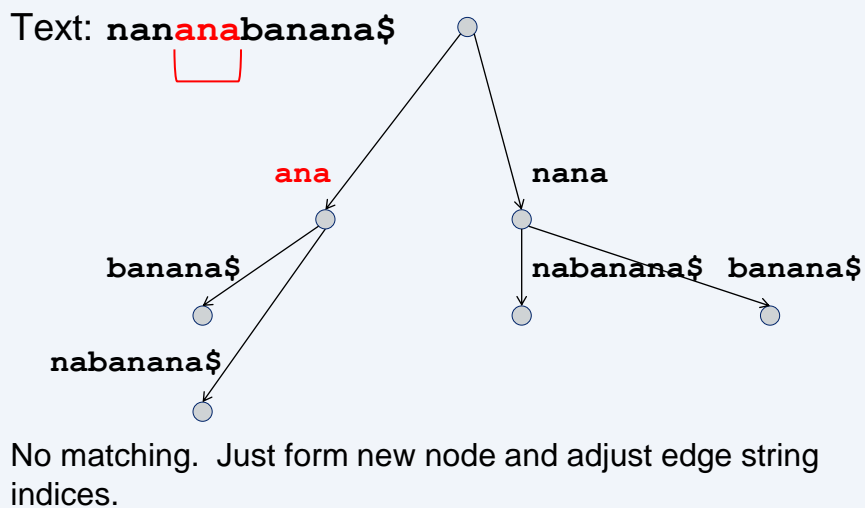 Text: nananabanana$
ana nana
banana$ nabanana$ banana$
nabanana$
No matching. Just form new node and adjust edge string
indices.